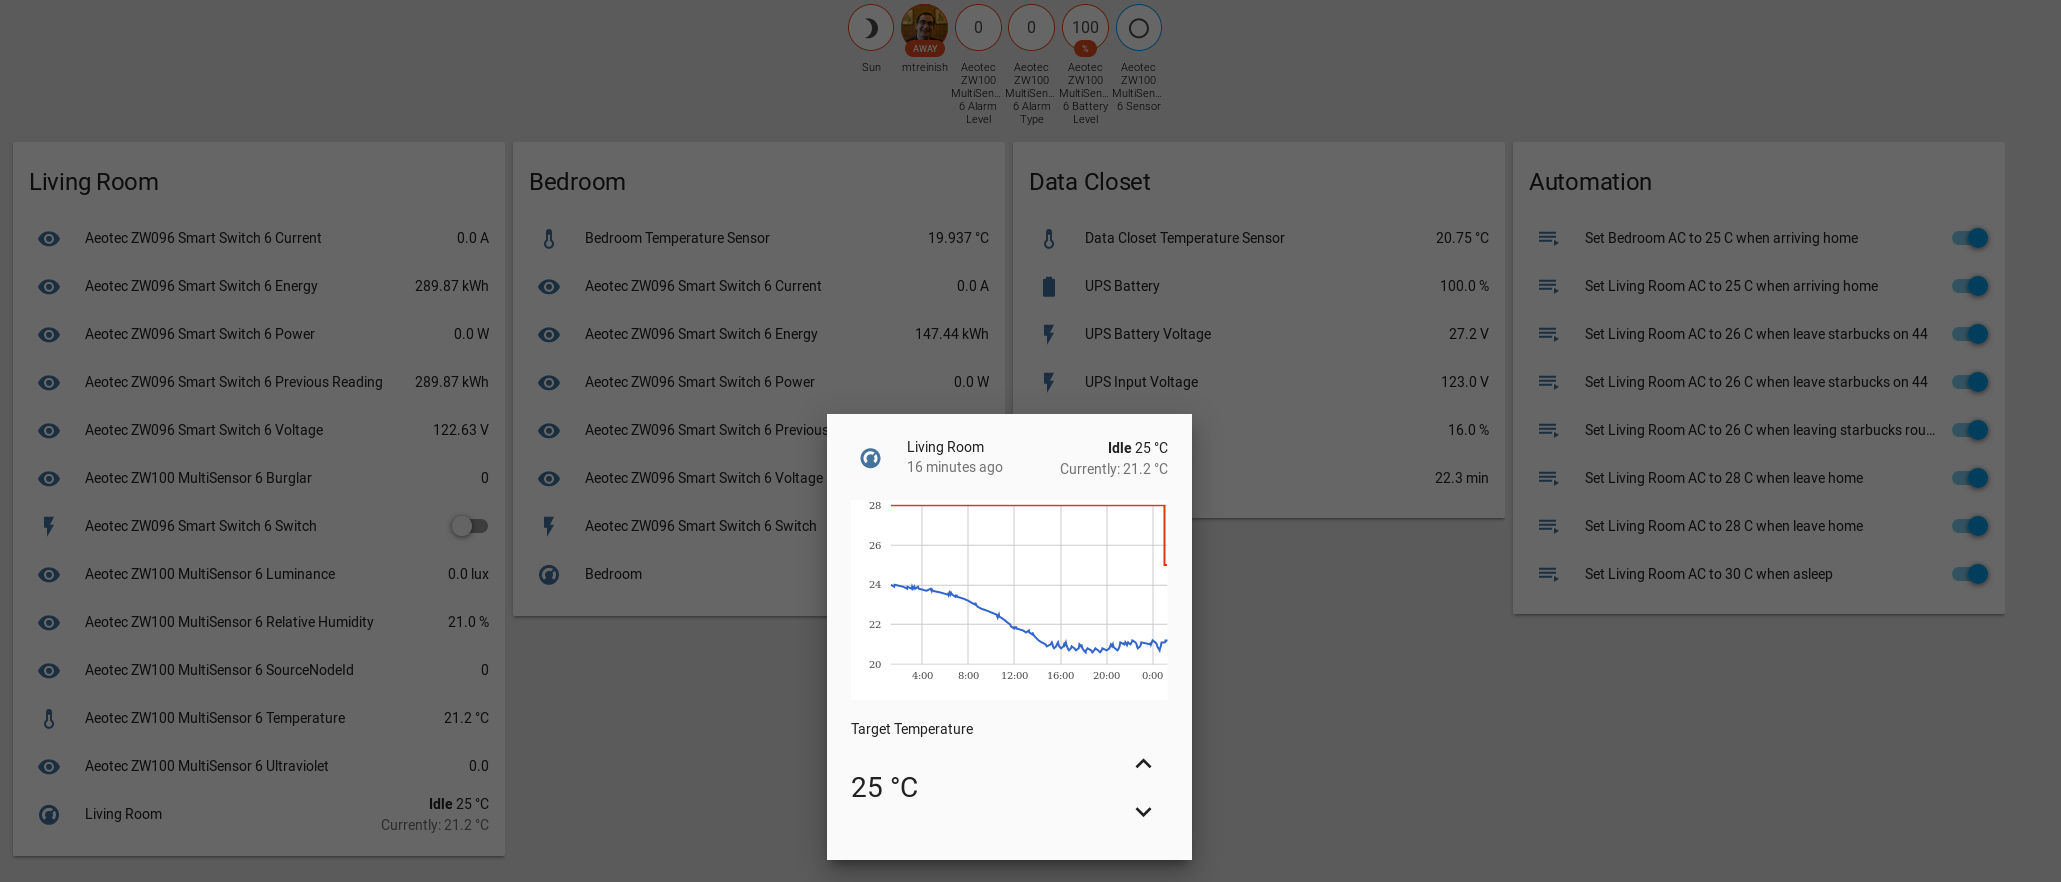 0
0
100
AWAY
%
Sun
mtreinish
Aeotec
ZW100
MultiSen...
6 Alarm
Level
Aeotec
ZW100
MultiSen...
6 Alarm
Type
Aeotec
ZW100
MultiSen...
6 Battery
Level
Aeotec
ZW100
MultiSen...
6 Sensor
Living Room
Aeotec ZW096 Smart Switch 6 Current 0.0 A
Aeotec ZW096 Smart Switch 6 Energy 289.87 kWh
Aeotec ZW096 Smart Switch 6 Power 0.0 W
Aeotec ZW096 Smart Switch 6 Previous Reading 289.87 kWh
Aeotec ZW096 Smart Switch 6 Voltage 122.63 V
Aeotec ZW100 MultiSensor 6 Burglar 0
Aeotec ZW096 Smart Switch 6 Switch
Aeotec ZW100 MultiSensor 6 Luminance 0.0 lux
Aeotec ZW100 MultiSensor 6 Relative Humidity 21.0 %
Aeotec ZW100 MultiSensor 6 SourceNodeId 0
Aeotec ZW100 MultiSensor 6 Temperature 21.2 °C
Aeotec ZW100 MultiSensor 6 Ultraviolet 0.0
Living Room Idle 25 °C
Currently: 21.2 °C
Bedroom
Bedroom Temperature Sensor 19.937 °C
Aeotec ZW096 Smart Switch 6 Current 0.0 A
Aeotec ZW096 Smart Switch 6 Energy 147.44 kWh
Aeotec ZW096 Smart Switch 6 Power 0.0 W
Aeotec ZW096 Smart Switch 6 Previous
Aeotec ZW096 Smart Switch 6 Voltage
Aeotec ZW096 Smart Switch 6 Switch
Bedroom
Data Closet
Data Closet Temperature Sensor 20.75 °C
UPS Battery 100.0 %
UPS Battery Voltage 27.2 V
UPS Input Voltage 123.0 V
16.0 %
22.3 min
Automation
Set Bedroom AC to 25 C when arriving home
Set Living Room AC to 25 C when arriving home
Set Living Room AC to 26 C when leave starbucks on 44
Set Living Room AC to 26 C when leave starbucks on 44
Set Living Room AC to 26 C when leaving starbucks rou...
Set Living Room AC to 28 C when leave home
Set Living Room AC to 28 C when leave home
Set Living Room AC to 30 C when asleep
Living Room Idle 25 °C
16 minutes ago Currently: 21.2 °C
28
26
24
22
20
4:00 8:00 12:00 16:00 20:00 0:00
Target Temperature
25 °C